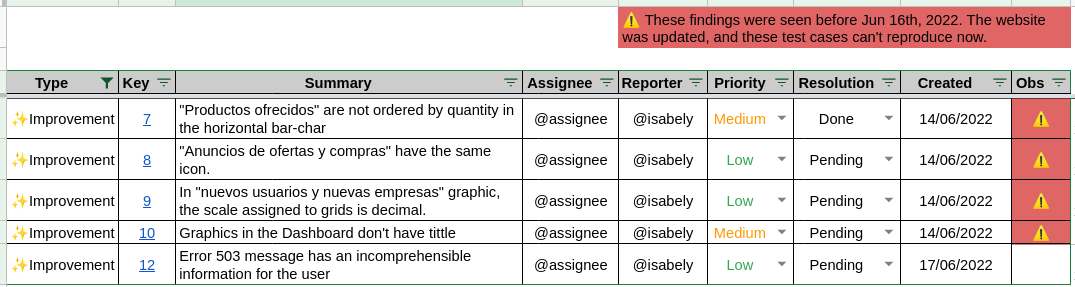 ⚠️ These findings were seen before Jun 16th, 2022. The website
was updated, and these test cases can't reproduce now.
Type Key Summary Assignee Reporter Priority Resolution Created Obs
✨Improvement 7 "Productos ofrecidos" are not ordered by quantity in @assignee @isabely Medium Done 14/06/2022 ⚠️
the horizontal bar-char
✨Improvement 8 "Anuncios de ofertas y compras" have the same @assignee @isabely Low Pending 14/06/2022 ⚠️
icon.
✨Improvement 9 In "nuevos usuarios y nuevas empresas" graphic, @assignee @isabely Low Pending 14/06/2022 ⚠️
the scale assigned to grids is decimal.
✨Improvement 10 Graphics in the Dashboard don't have tittle @assignee @isabely Medium Pending 14/06/2022 ⚠️
✨Improvement 12 Error 503 message has an incomprehensible @assignee @isabely Low Pending 17/06/2022
information for the user